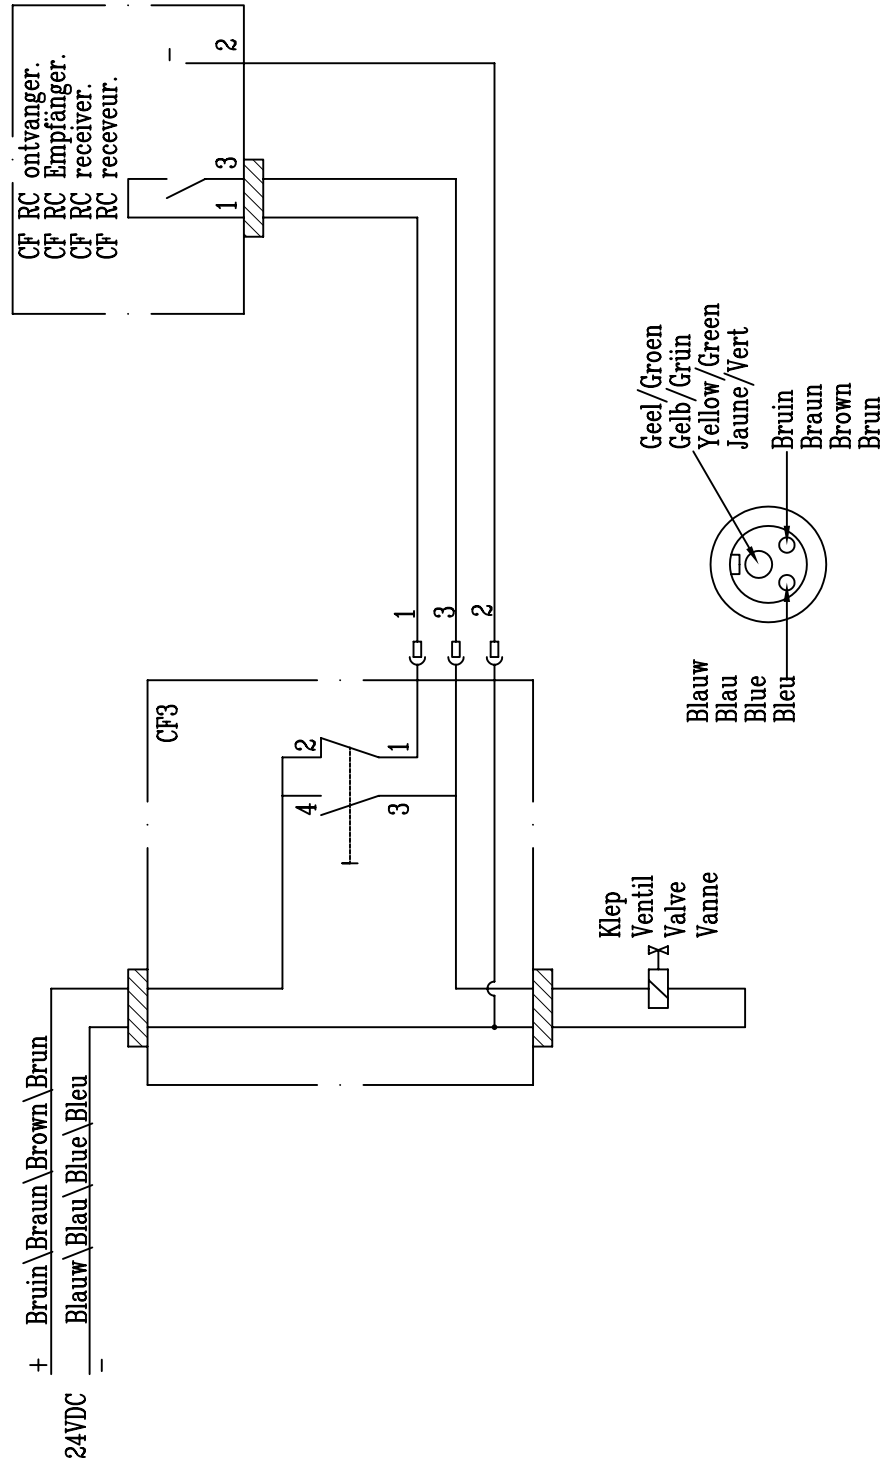 24VDC
+
-
Bruin/Braun/Brown/Brun
Blauw/Blau/Blue/Bleu
CF3
4
2
3
1
Klep
Ventil
Valve
Vanne
1
3
2
CF RC ontvanger.
CF RC Empfänger.
CF RC receiver.
CF RC receveur.
1
3
2
-
Blauw
Blau
Blue
Bleu
Geel/Groen
Gelb/Grün
Yellow/Green
Jaune/Vert
Bruin
Braun
Brown
Brun